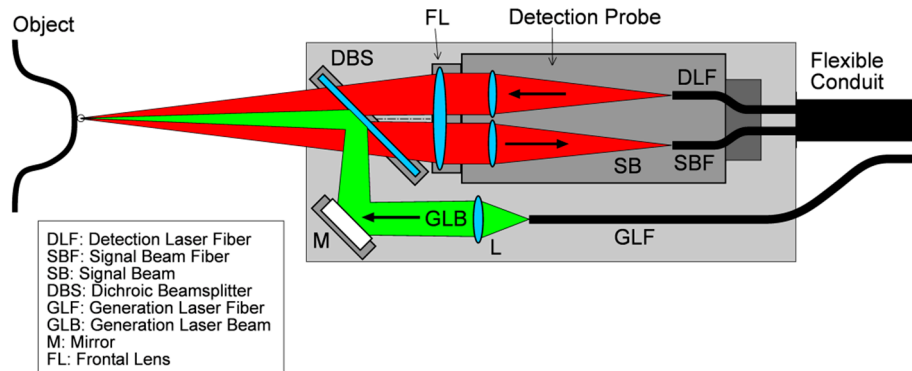 Object
FL
Detection Probe
DBS
Flexible
Conduit
DLF
SB
SBF
GLB
M
L
GLF
DLF: Detection Laser Fiber
SBF: Signal Beam Fiber
SB: Signal Beam
DBS: Dichroic Beamsplitter
GLF: Generation Laser Fiber
GLB: Generation Laser Beam
M: Mirror
FL: Frontal Lens